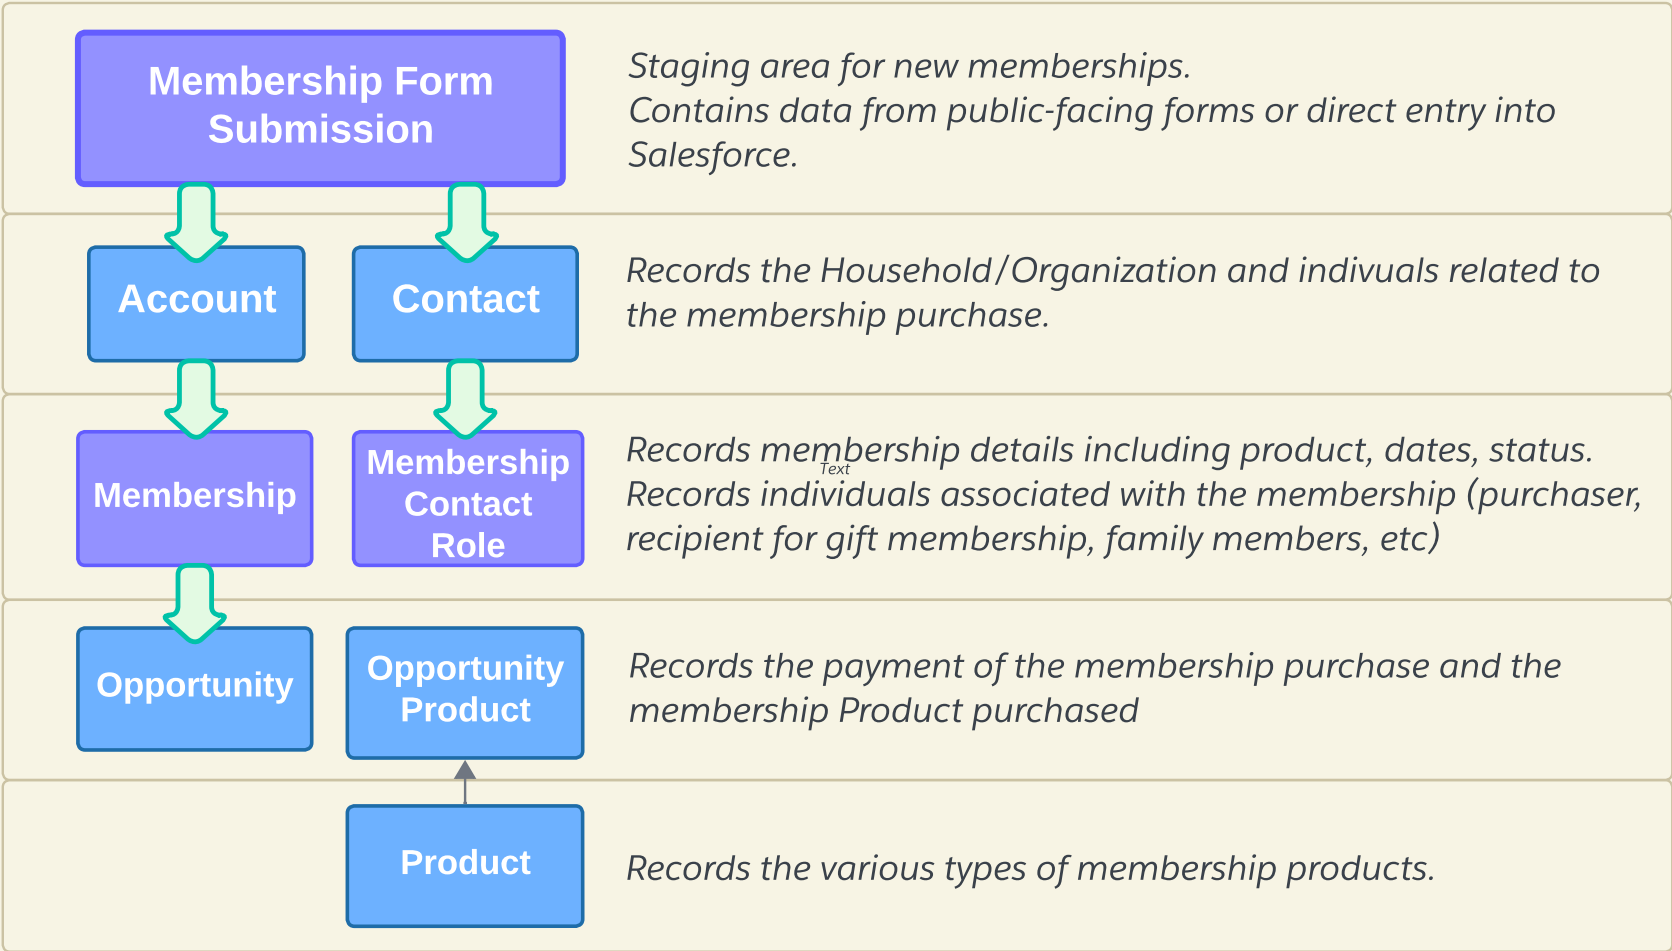 Membership Form
Submission
Staging area for new memberships.
Contains data from public-facing forms or direct entry into
Salesforce.
Account
Contact
Records the Household/Organization and indivuals related to
the membership purchase.
Membership
Membership
Contact
Role
Records membership details including product, dates, status.
Text
Records individuals associated with the membership (purchaser,
recipient for gift membership, family members, etc)
Opportunity
Opportunity
Product
Records the payment of the membership purchase and the
membership Product purchased
Product
Records the various types of membership products.